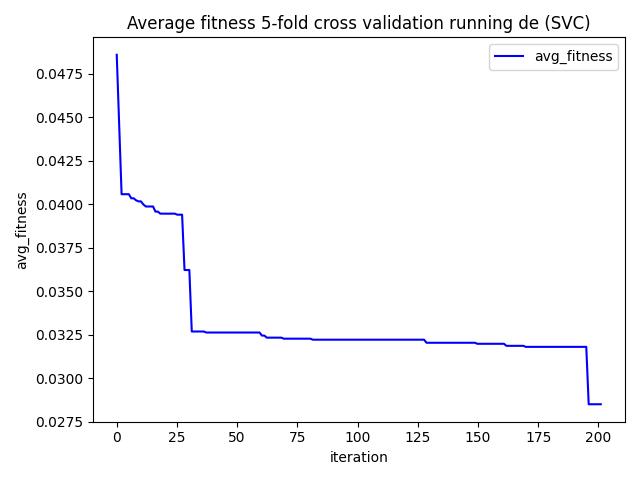 Average fitness 5-fold cross validation running de (SVC)
avg_fitness
0.0475
0.0450
0.0425
0.0400
0.0375
0.0350
0.0325
0.0300
0.0275
avg_fitness
0 25 50 75 100 125 150 175 200
iteration